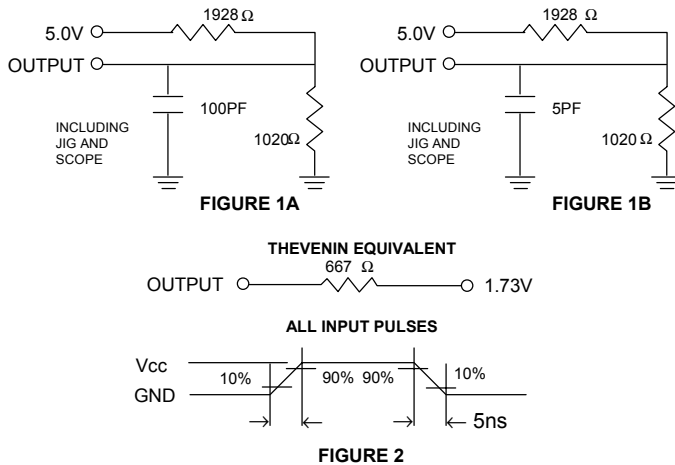 1928 Ω 1928 Ω
5.0V 5.0V
OUTPUT OUTPUT
100PF 5PF
INCLUDING INCLUDING
JIG AND JIG AND
SCOPE SCOPE
1020Ω 1020Ω
FIGURE 1A FIGURE 1B
THEVENIN EQUIVALENT
667 Ω
OUTPUT 1.73V
ALL INPUT PULSES
Vcc
10% 90% 90% 10%
GND
5ns
FIGURE 2